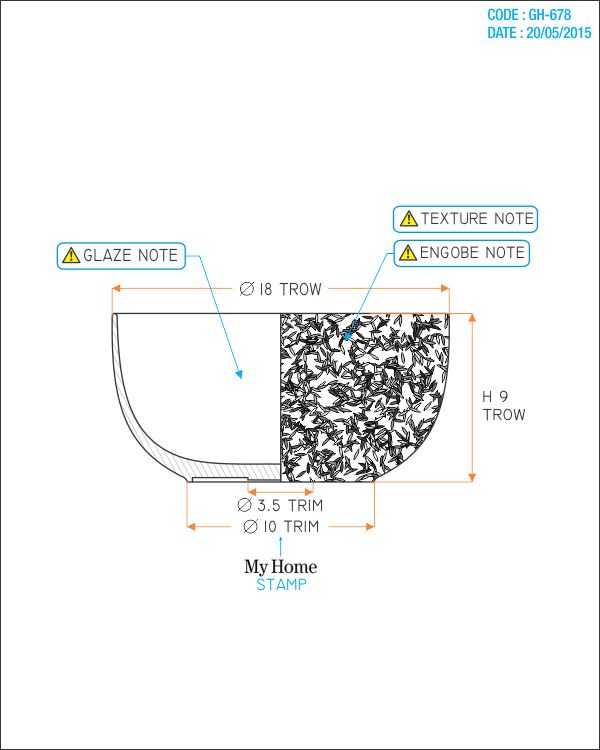 CODE : GH-678
DATE : 20/05/2015
TEXTURE NOTE
GLAZE NOTE
ENGOBE NOTE
Ø 18 TROW
H 9
TROW
Ø 3.5 TRIM
Ø 10 TRIM
My Home
STAMP